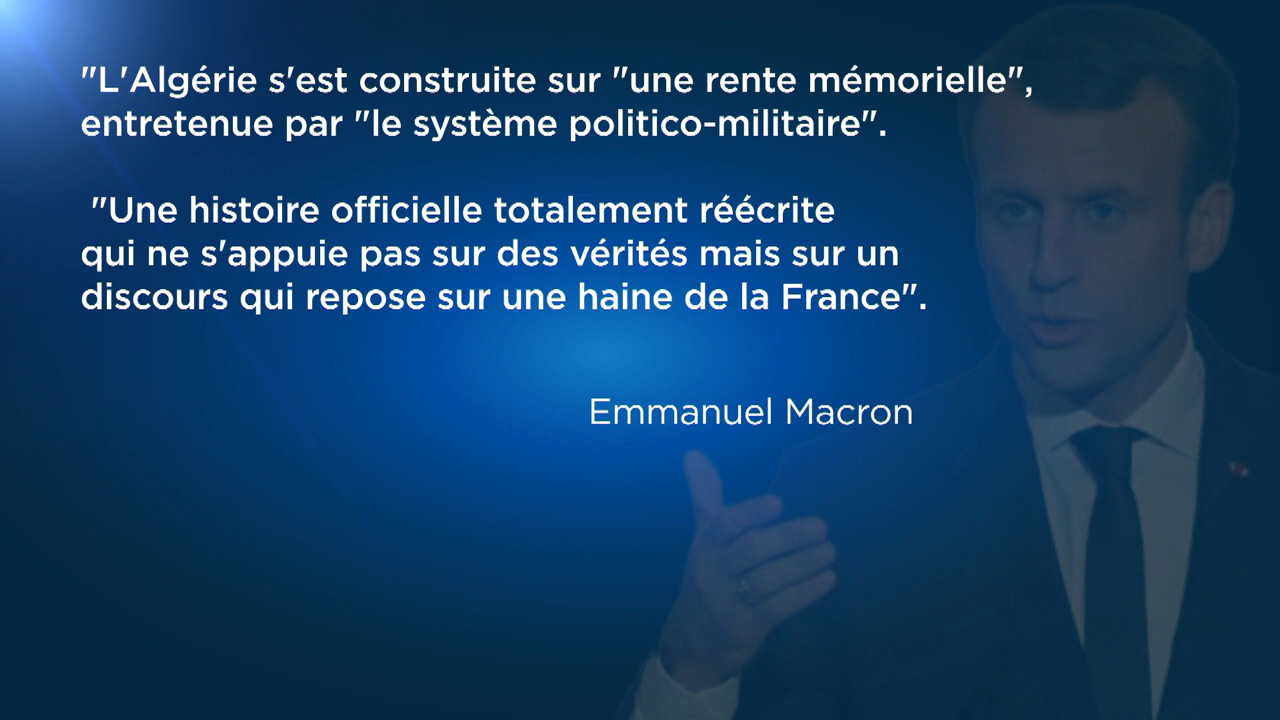 "L'Algérie s'est construite sur "une rente mémorielle",
entretenue par "le système politico-militaire".
"Une histoire officielle totalement réécrite
qui ne s'appuie pas sur des vérités mais sur un
discours qui repose sur une haine de la France".
Emmanuel Macron